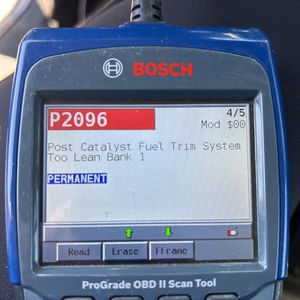 BOSCH
P2096
4/5
Mod $00
Post Catalyst Fuel Trim System
Too Lean Bank 1
PERMANENT
Read Erase Fframe
ProGrade OBD II Scan Tool